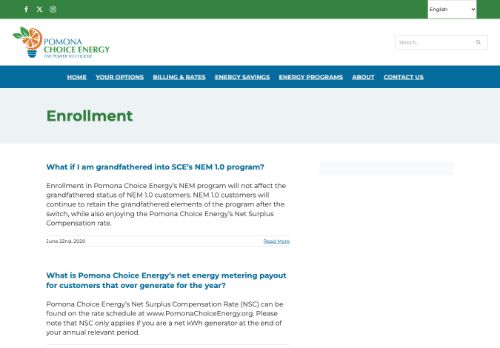 English
POMONA
CHOICE ENERGY
THE POWER TO CHOOSE
Search...
HOME YOUR OPTIONS BILLING & RATES ENERGY SAVINGS ENERGY PROGRAMS ABOUT CONTACT US
Enrollment
What if I am grandfathered into SCE's NEM 1.0 program?
Enrollment in Pomona Choice Energy's NEM program will not affect the
grandfathered status of NEM 1.0 customers. NEM 1.0 customers will
continue to retain the grandfathered elements of the program after the
switch, while also enjoying the Pomona Choice Energy's Net Surplus
Compensation rate.
June 22nd, 2020 Read More
What is Pomona Choice Energy's net energy metering payout
for customers that over generate for the year?
Pomona Choice Energy's Net Surplus Compensation Rate (NSC) can be
found on the rate schedule at www.PomonaChoiceEnergy.org. Please
note that NSC only applies if you are a net kWh generator at the end of
your annual relevant period.